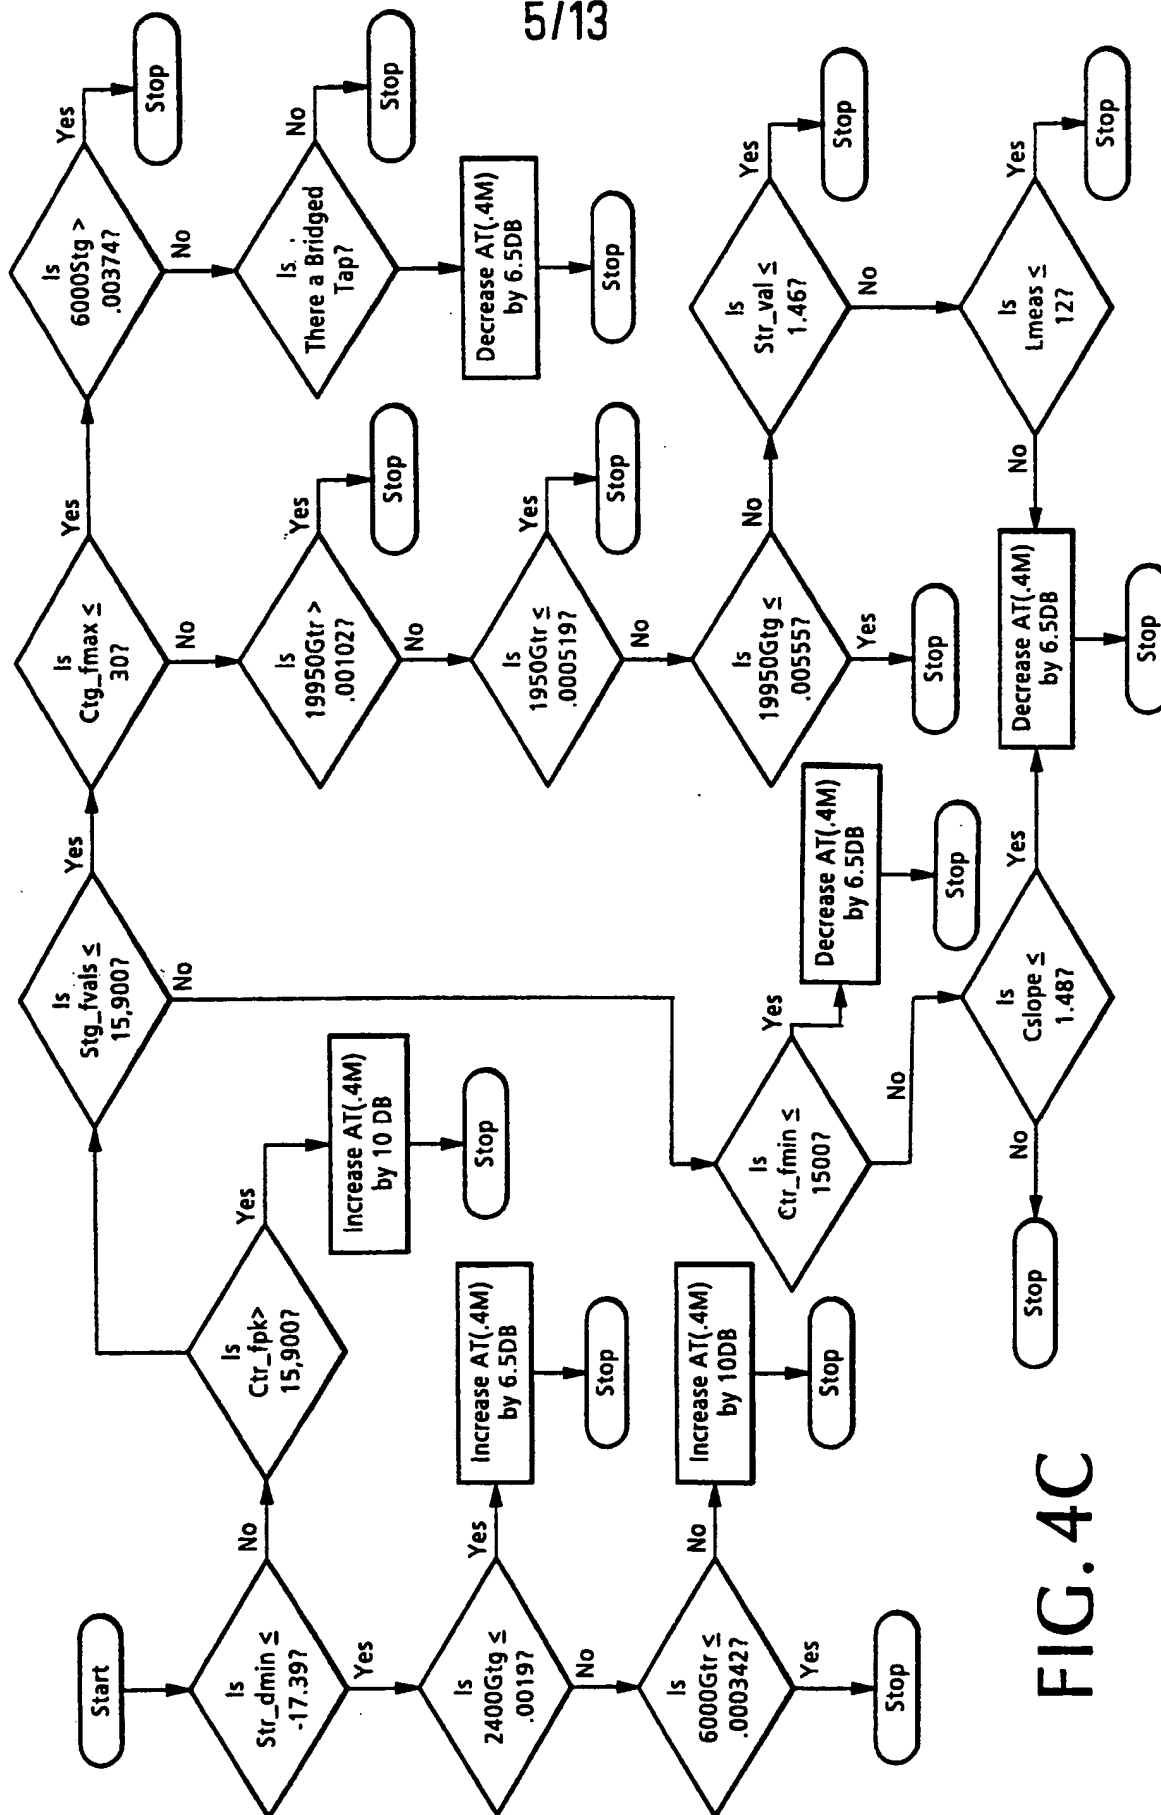 5/13
Start
Is
Str_dmin ≤
-17.39?
No
Yes
Is
Ctr_fpk>
15,900?
Yes
Increase AT(.4M)
by 10 DB
Stop
Is
2400Gtg ≤
.0019?
Yes
Increase AT(.4M)
by 6.5DB
Stop
No
Is
6000Gtr ≤
.000342?
No
Increase AT(.4M)
by 10DB
Stop
Yes
Stop
Is
Stg_fvals ≤
15,900?
Yes
No
Is
Ctg_fmax ≤
30?
Yes
No
Is
6000Stg >
.00374?
Yes
Stop
No
Is
There a Bridged
Tap?
No
Stop
Decrease AT(.4M)
by 6.5DB
Stop
Is
19950Gtr >
.00102?
Yes
Stop
No
Is
1950Gtr ≤
.000519?
Yes
Stop
No
Is
19950Gtg ≤
.00555?
No
Yes
Stop
Is
Str_val ≤
1.46?
Yes
Stop
No
Is
Lmeas ≤
12?
Yes
Stop
No
Decrease AT(.4M)
by 6.5DB
Stop
Is
Ctr_fmin ≤
1500?
Yes
Decrease AT(.4M)
by 6.5DB
Stop
No
Is
Cslope ≤
1.48?
Yes
No
Stop
FIG. 4C